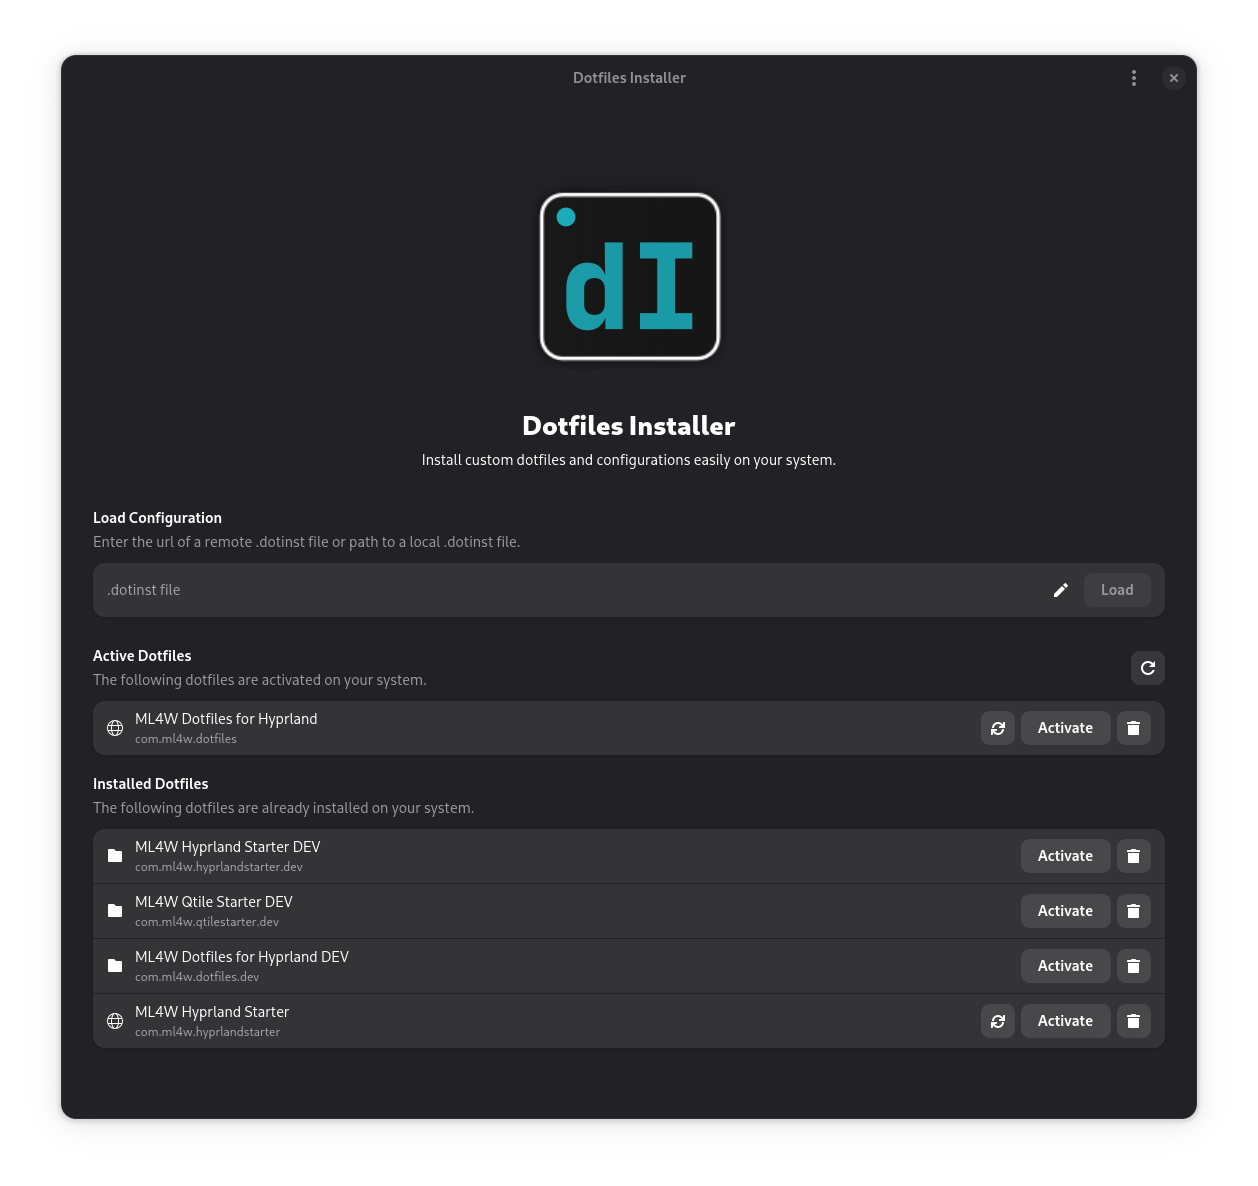 Dotfiles Installer
dI
Dotfiles Installer
Install custom dotfiles and configurations easily on your system.
Load Configuration
Enter the url of a remote .dotinst file or path to a local .dotinst file.
.dotinst file Load
Active Dotfiles
The following dotfiles are activated on your system.
ML4W Dotfiles for Hyprland
com.ml4w.dotfiles
Activate
Installed Dotfiles
The following dotfiles are already installed on your system.
ML4W Hyprland Starter DEV
com.ml4w.hyprlandstarter.dev
Activate
ML4W Qtile Starter DEV
com.ml4w.qtilestarter.dev
Activate
ML4W Dotfiles for Hyprland DEV
com.ml4w.dotfiles.dev
Activate
ML4W Hyprland Starter
com.ml4w.hyprlandstarter
Activate